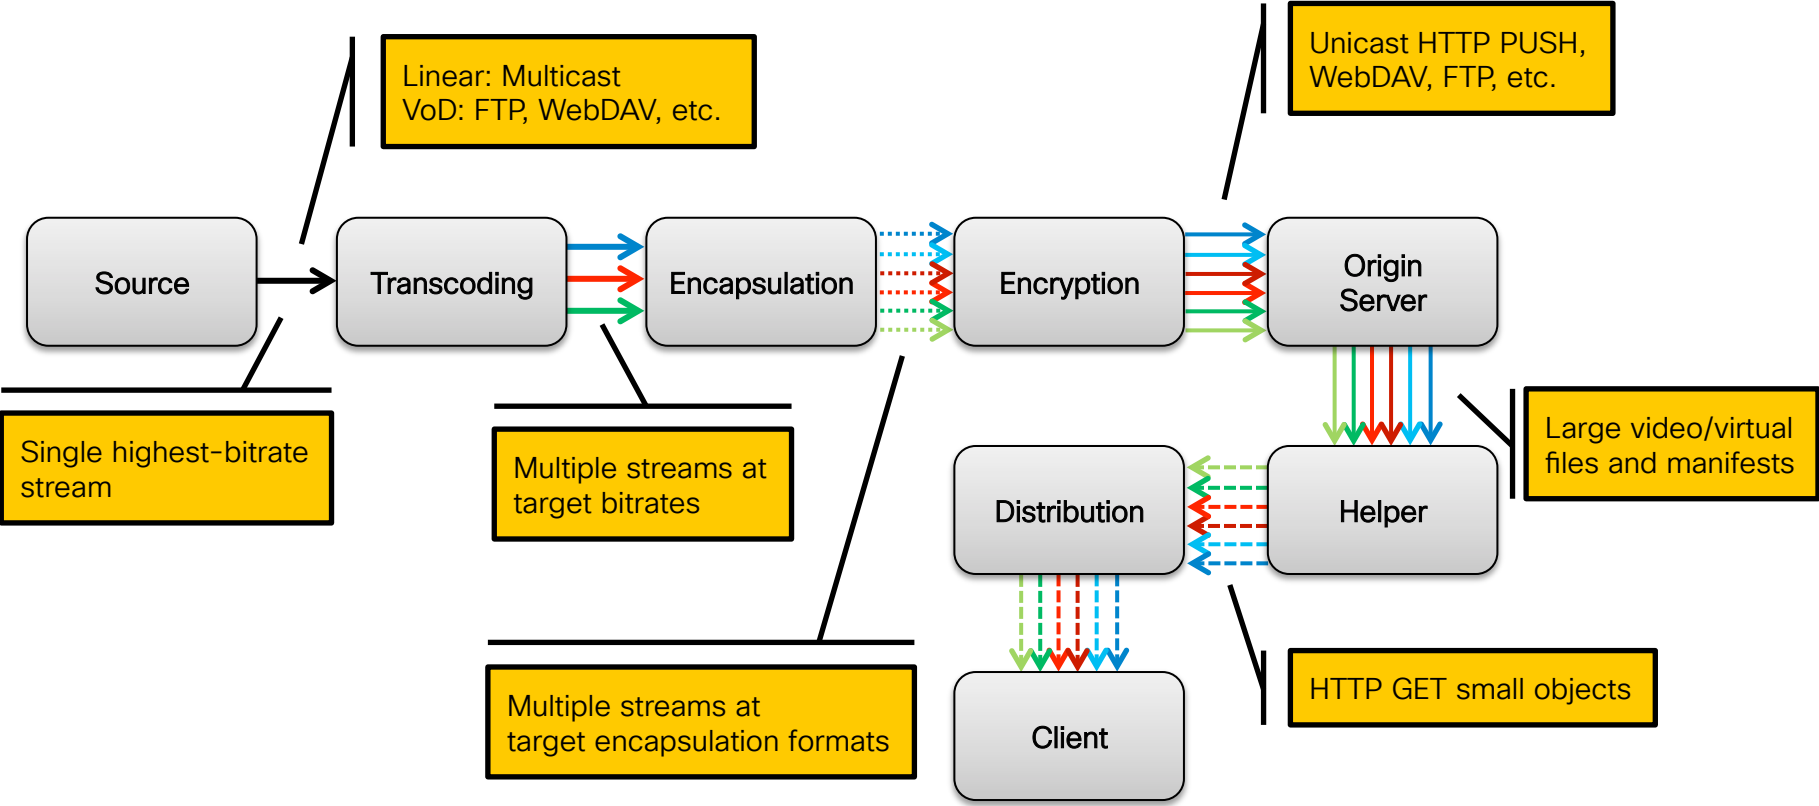 Linear: Multicast
VoD: FTP, WebDAV, etc.
Unicast HTTP PUSH,
WebDAV, FTP, etc.
Source
Transcoding
Encapsulation
Encryption
Origin
Server
Single highest-bitrate
stream
Multiple streams at
target bitrates
Large video/virtual
files and manifests
Distribution
Helper
Multiple streams at
target encapsulation formats
HTTP GET small objects
Client